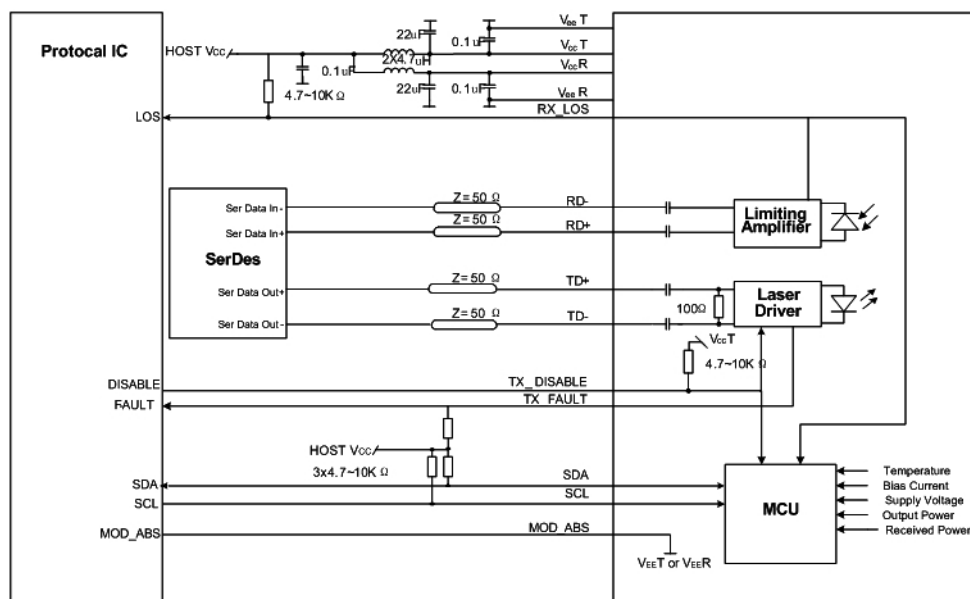 Protocal IC
HOST Vcc
22uF
0.1uF
Vee T
Vcc T
2X4.7uH
Vcc R
0.1uF
4.7~10K Ω
22uF
0.1uF
Vee R
LOS
RX_LOS
Z= 50 Ω
RD-
Ser Data In -
Z= 50 Ω
RD+
Ser Data In+
Limiting
Amplifier
SerDes
Z= 50 Ω
TD+
Ser Data Out+
Laser
Driver
100Ω
Z= 50 Ω
TD-
Ser Data Out -
VccT
4.7~10K Ω
DISABLE
TX_DISABLE
FAULT
TX_FAULT
HOST Vcc
3x4.7~10K Ω
SDA
SDA
SCL
SCL
MCU
Temperature
Bias Current
Supply Voltage
Output Power
Received Power
MOD_ABS
MOD_ABS
VEET or VEER